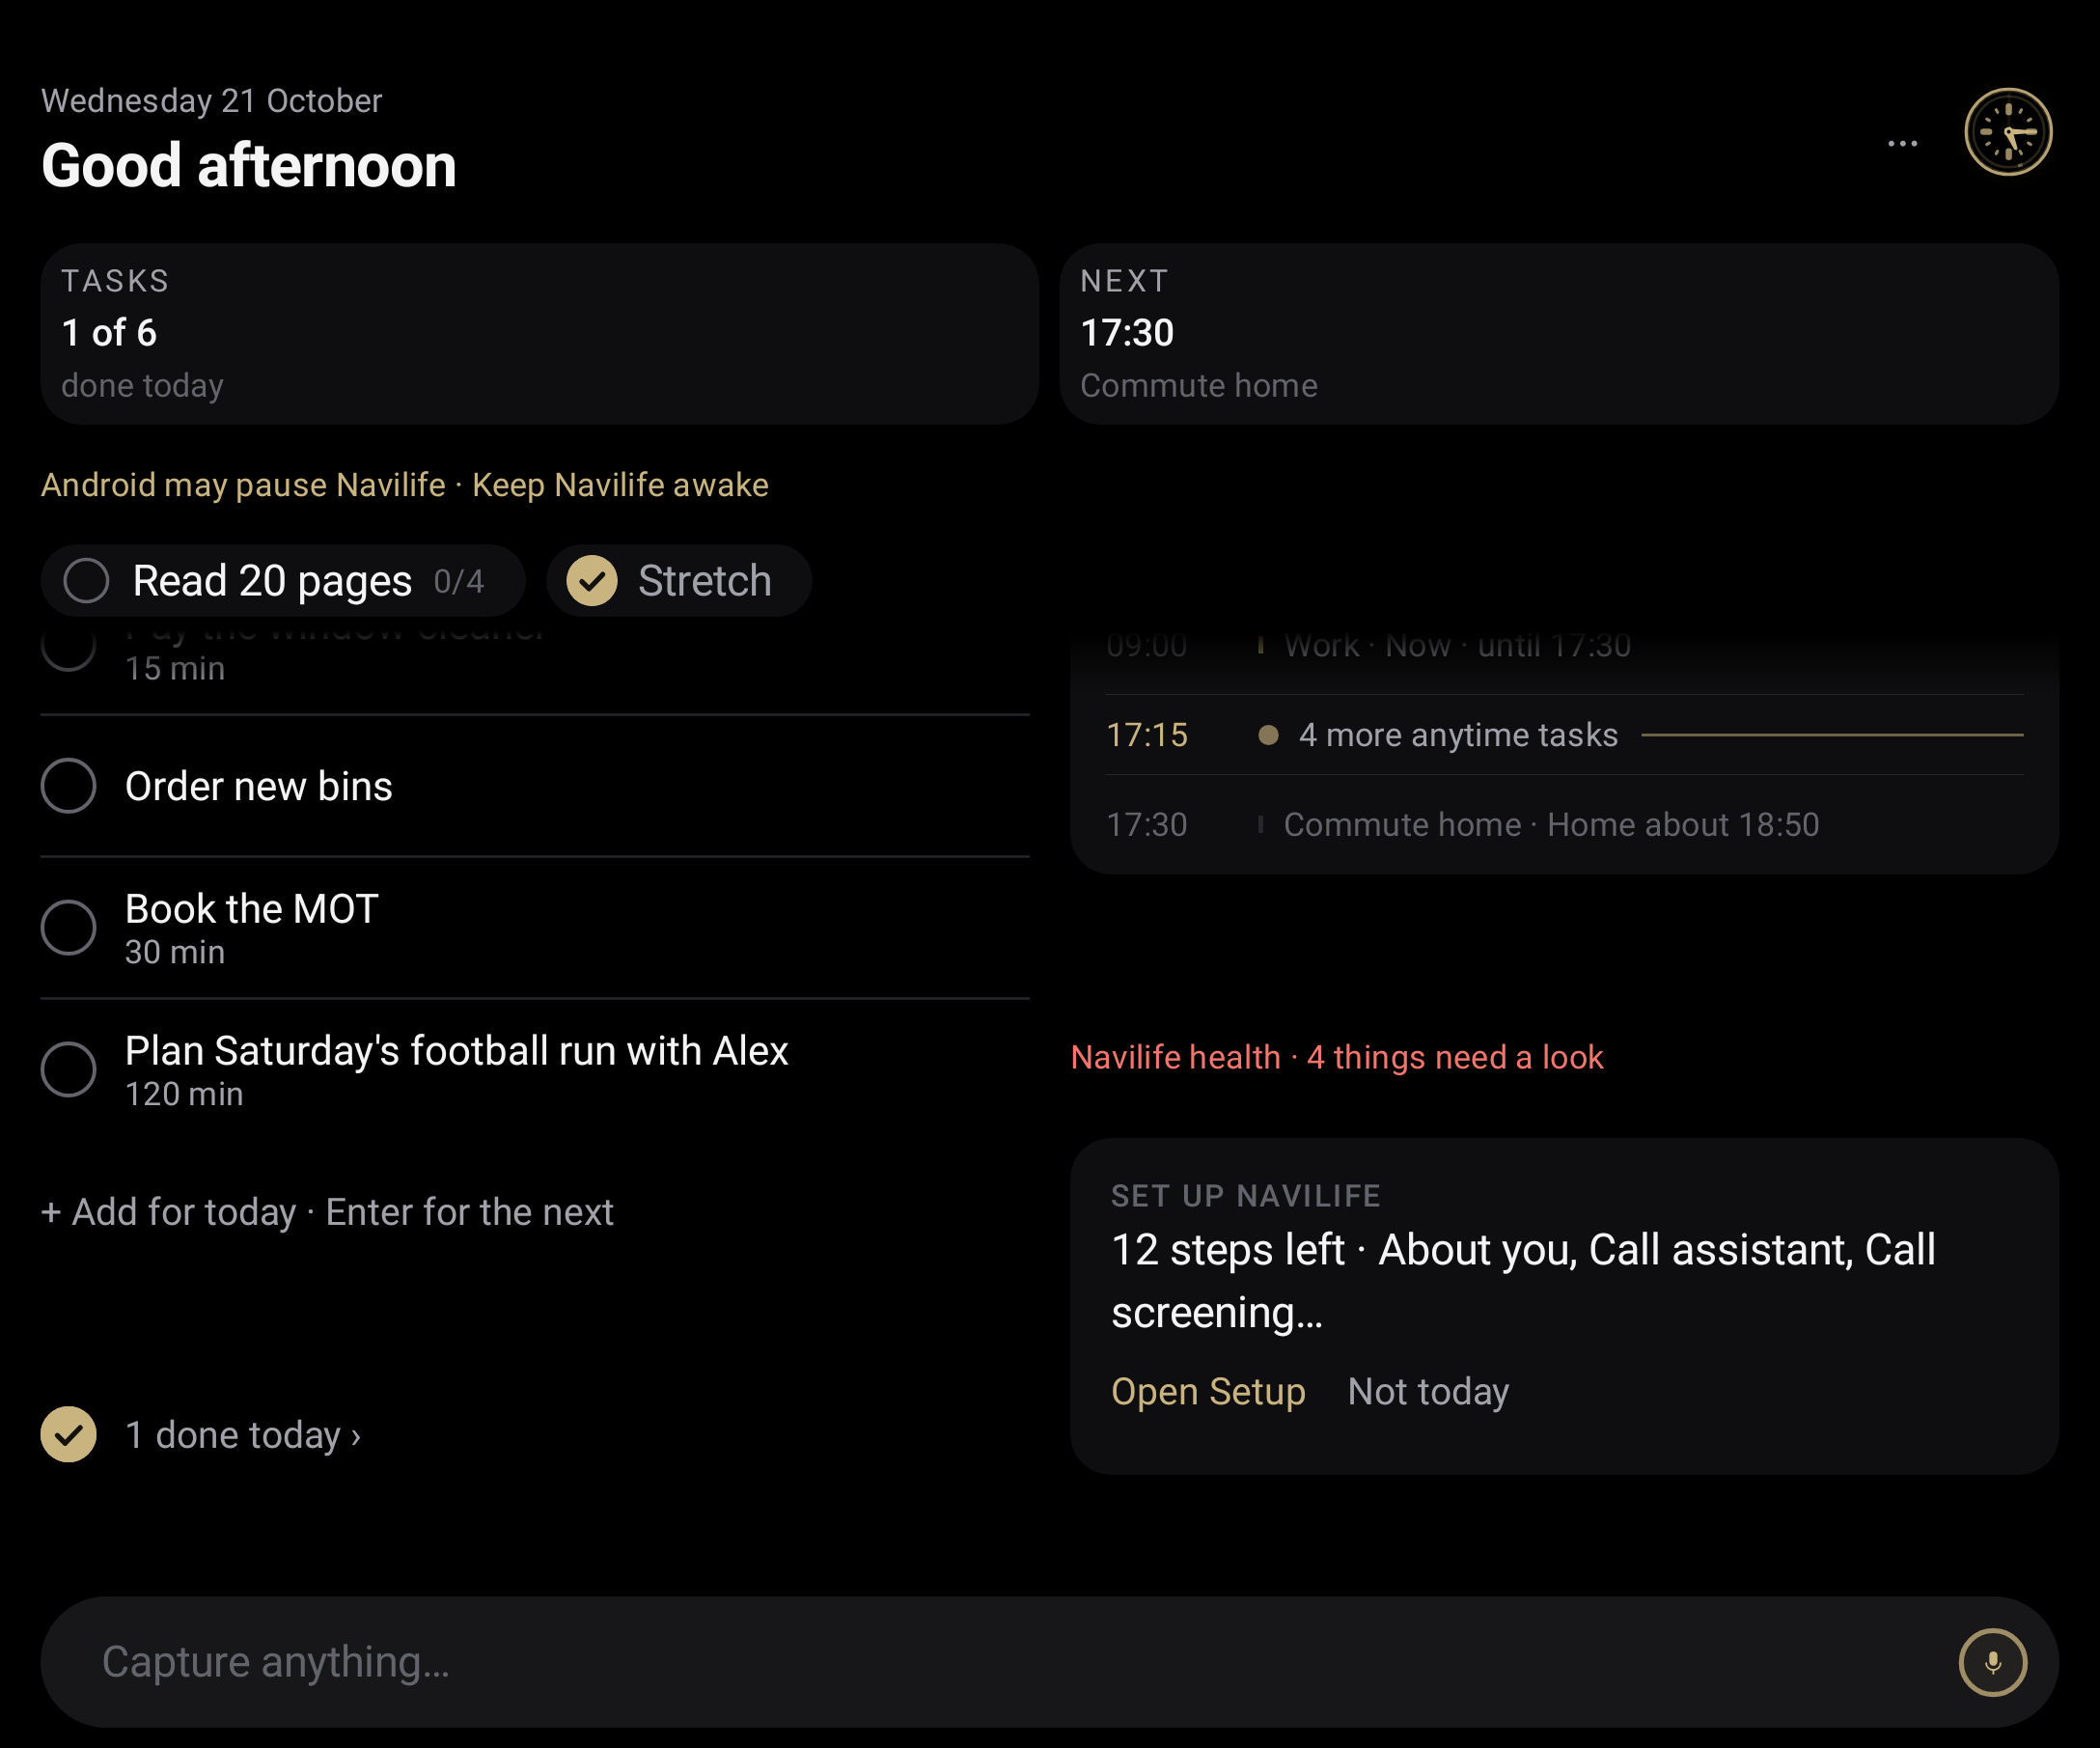 Wednesday 21 October
Good afternoon
TASKS
1 of 6
done today
NEXT
17:30
Commute home
Android may pause Navilife · Keep Navilife awake
Read 20 pages 0/4
Stretch
Pay the window cleaner
15 min
Order new bins
Book the MOT
30 min
Plan Saturday's football run with Alex
120 min
+ Add for today · Enter for the next
1 done today ›
09:00 Work · Now · until 17:30
17:15 4 more anytime tasks
17:30 Commute home · Home about 18:50
Navilife health · 4 things need a look
SET UP NAVILIFE
12 steps left · About you, Call assistant, Call
screening…
Open Setup Not today
Capture anything…